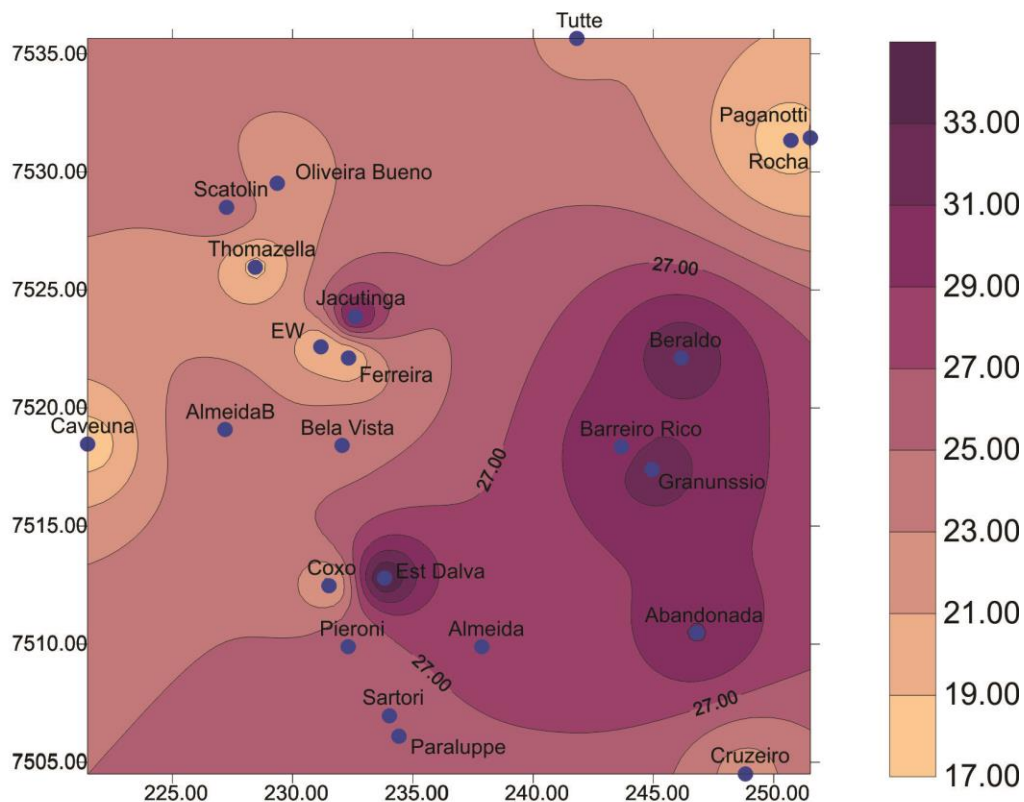 Tutte
7535.00
Paganotti
33.00
Rocha
7530.00
Oliveira Bueno
Scatolin
31.00
Thomazella
27.00
7525.00
Jacutinga
29.00
EW
Beraldo
Ferreira
27.00
7520.00
AlmeidaB
Caveuna
Bela Vista
Barreiro Rico
27.00
Granunssio
25.00
7515.00
23.00
Coxo
Est Dalva
Abandonada
7510.00
Pieroni
Almeida
21.00
27.00
Sartori
27.00
19.00
Paraluppe
Cruzeiro
7505.00
17.00
225.00 230.00 235.00 240.00 245.00 250.00